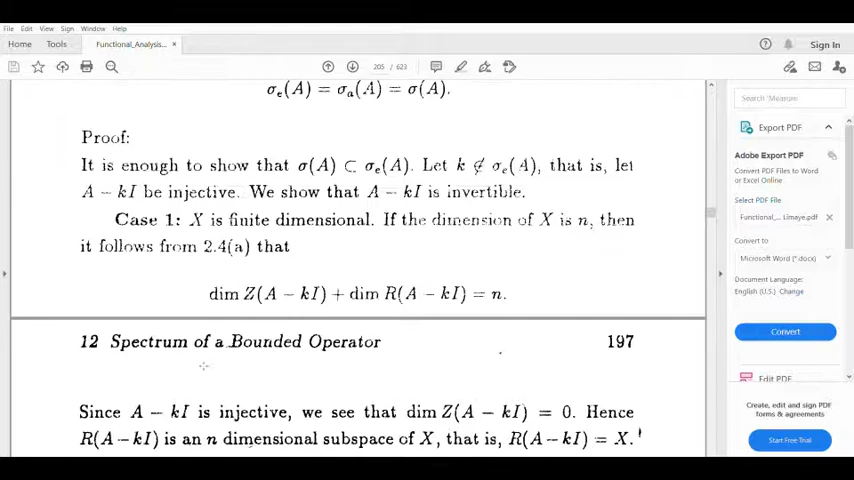 File Edit View Sign Window Help
Home Tools Functional_Analysis... × Sign In
205 / 623
σₑ(A) = σₐ(A) = σ(A).
Proof:
It is enough to show that σ(A) ⊂ σₑ(A). Let k ∉ σₑ(A), that is, let
A − kI be injective. We show that A − kI is invertible.
Case 1: X is finite dimensional. If the dimension of X is n, then
it follows from 2.4(a) that
dim Z(A − kI) + dim R(A − kI) = n.
12 Spectrum of a Bounded Operator 197
Since A − kI is injective, we see that dim Z(A − kI) = 0. Hence
R(A−kI) is an n dimensional subspace of X, that is, R(A−kI) = X.
Search 'Measure'
Export PDF
Adobe Export PDF
Convert PDF Files to Word
or Excel Online
Select PDF File
Functional_... Limaye.pdf ×
Convert to
Microsoft Word (*.docx)
Document Language:
English (U.S.) Change
Convert
Edit PDF
Create, edit and sign PDF
forms & agreements
Start Free Trial